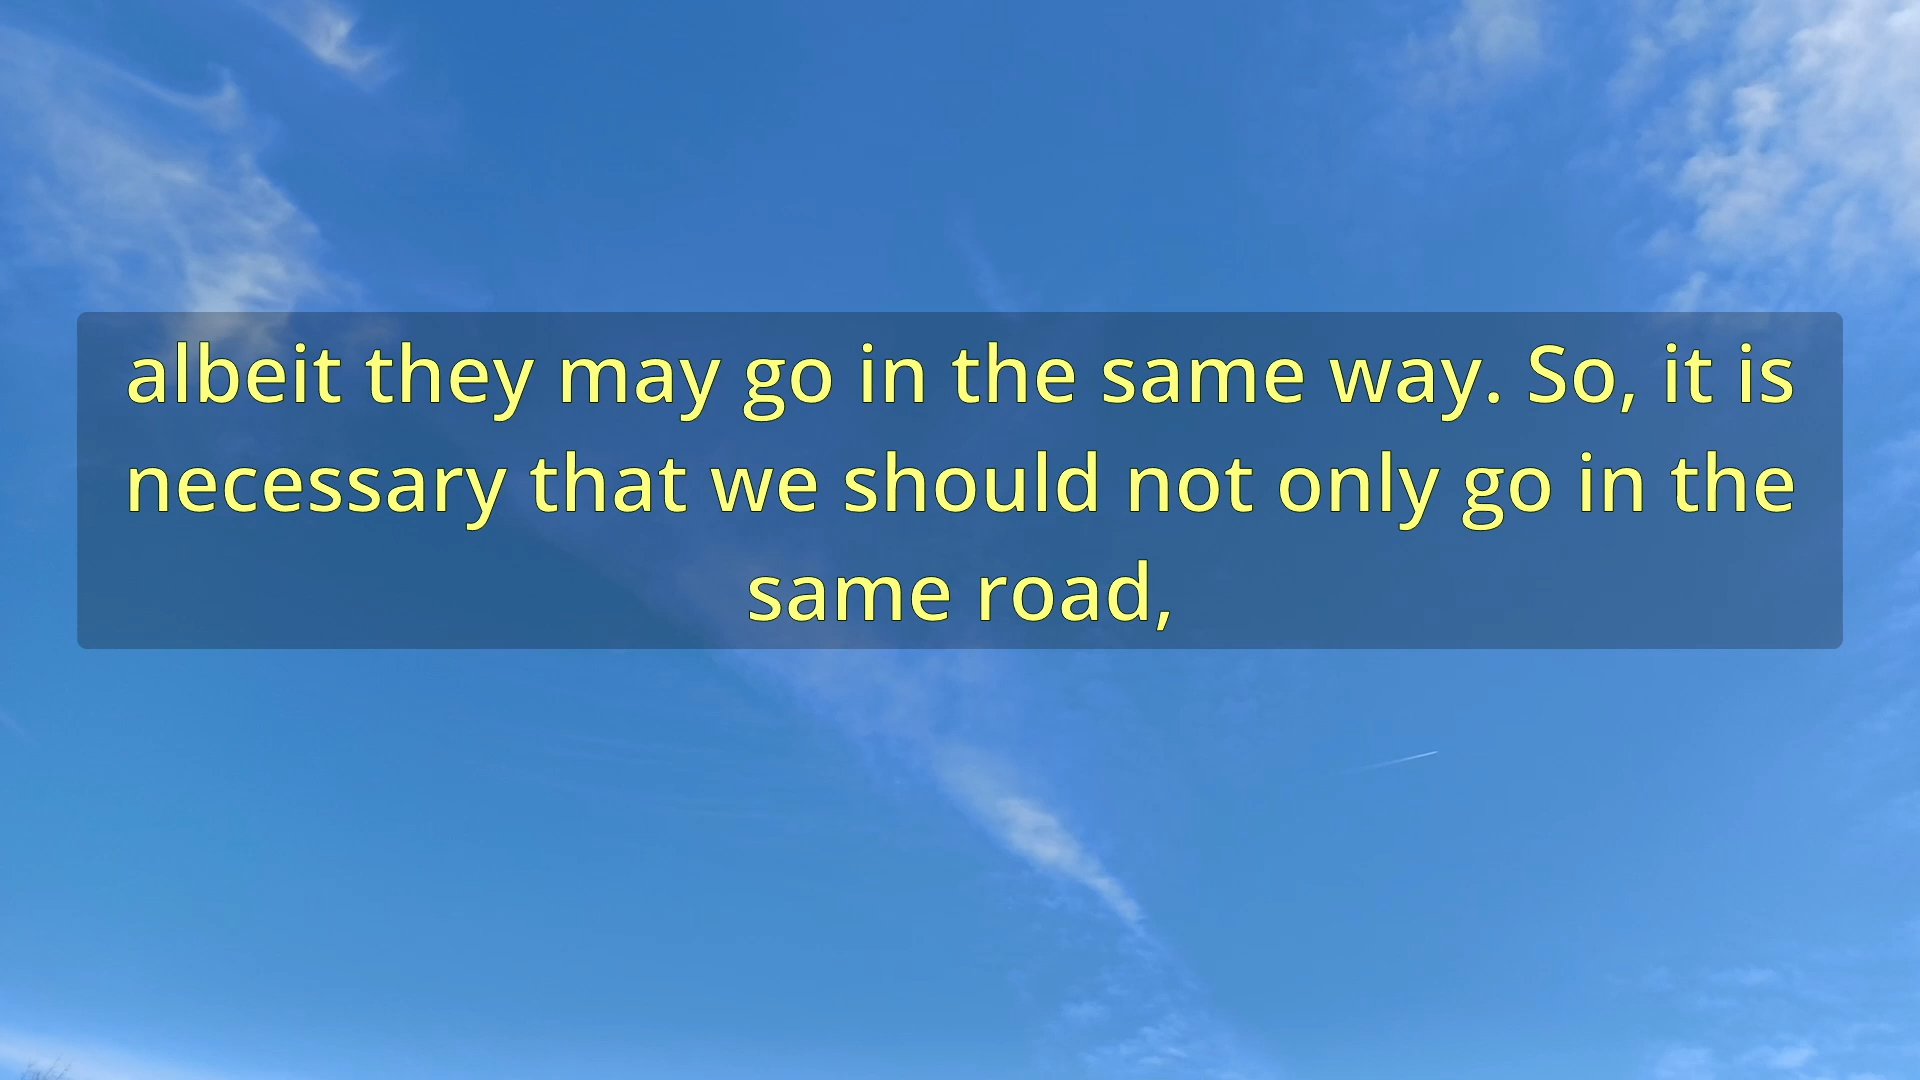 albeit they may go in the same way. So, it is
necessary that we should not only go in the
same road,